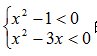 {x² - 1 < 0
x² - 3x < 0